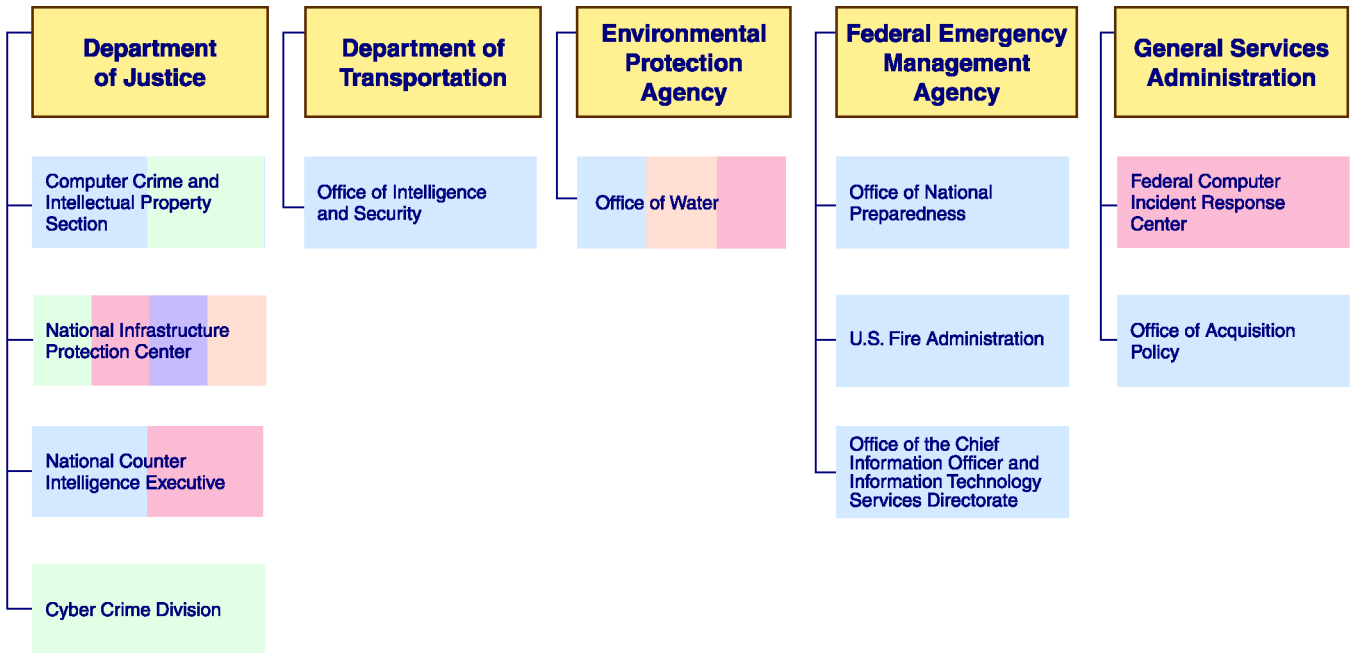 Department
of Justice
Computer Crime and
Intellectual Property
Section
National Infrastructure
Protection Center
National Counter
Intelligence Executive
Cyber Crime Division
Department of
Transportation
Office of Intelligence
and Security
Environmental
Protection
Agency
Office of Water
Federal Emergency
Management
Agency
Office of National
Preparedness
U.S. Fire Administration
Office of the Chief
Information Officer and
Information Technology
Services Directorate
General Services
Administration
Federal Computer
Incident Response
Center
Office of Acquisition
Policy